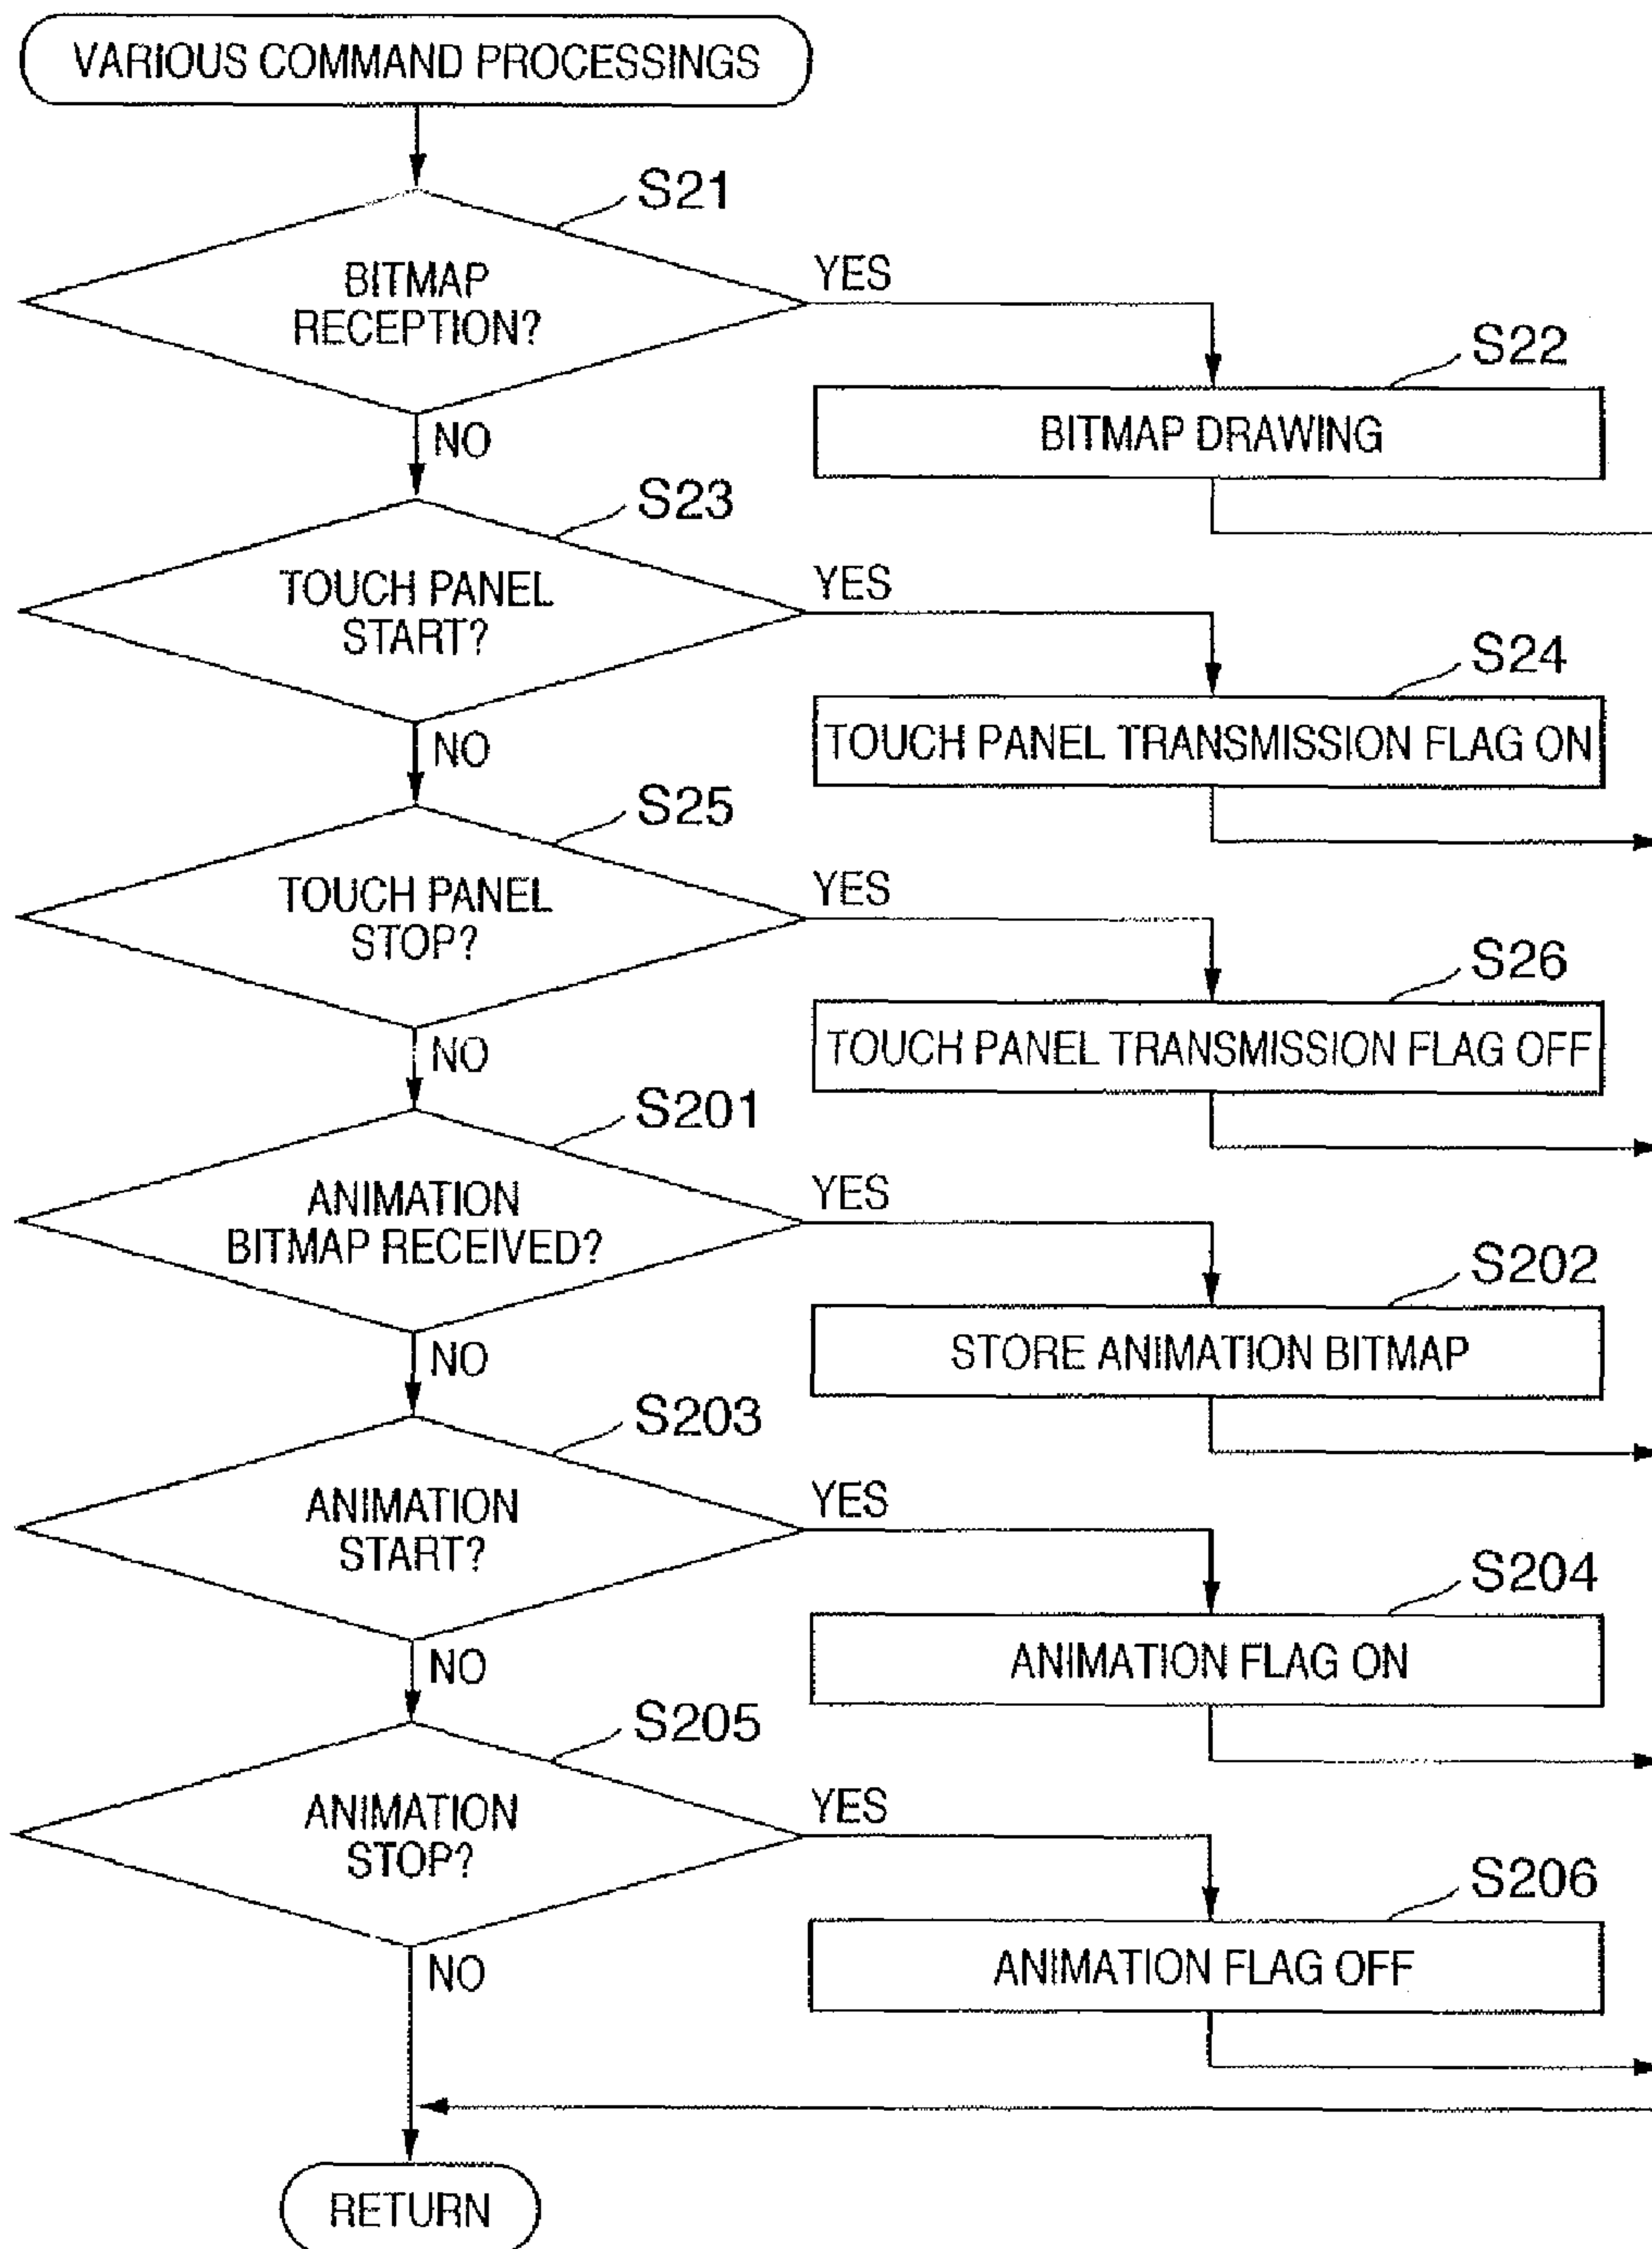 VARIOUS COMMAND PROCESSINGS
S21
BITMAP
RECEPTION?
YES
NO
S22
BITMAP DRAWING
S23
TOUCH PANEL
START?
YES
NO
S24
TOUCH PANEL TRANSMISSION FLAG ON
S25
TOUCH PANEL
STOP?
YES
NO
S26
TOUCH PANEL TRANSMISSION FLAG OFF
S201
ANIMATION
BITMAP RECEIVED?
YES
NO
S202
STORE ANIMATION BITMAP
S203
ANIMATION
START?
YES
NO
S204
ANIMATION FLAG ON
S205
ANIMATION
STOP?
YES
NO
S206
ANIMATION FLAG OFF
RETURN